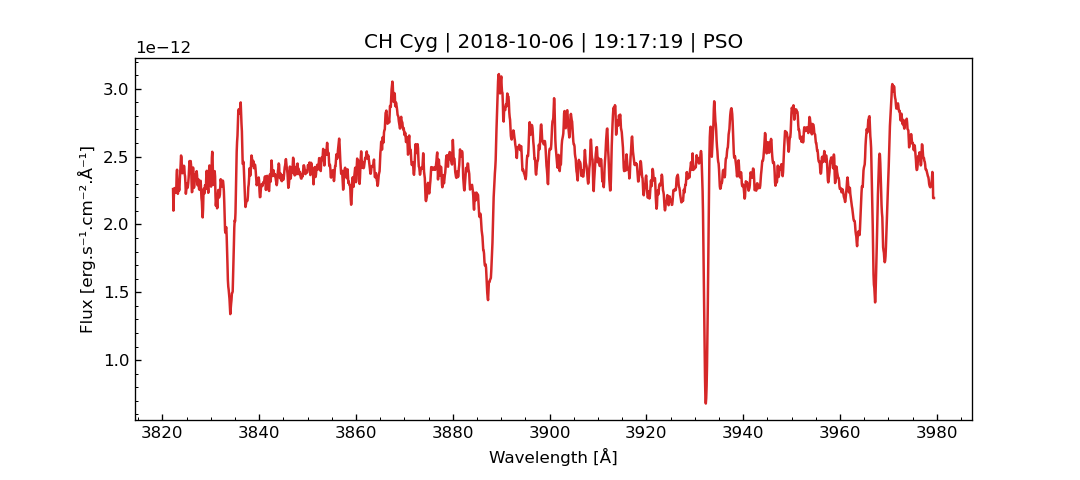 CH Cyg | 2018-10-06 | 19:17:19 | PSO
1e−12
3.0
2.5
2.0
1.5
1.0
Flux [erg.s⁻¹.cm⁻².Å⁻¹]
3820 3840 3860 3880 3900 3920 3940 3960 3980
Wavelength [Å]